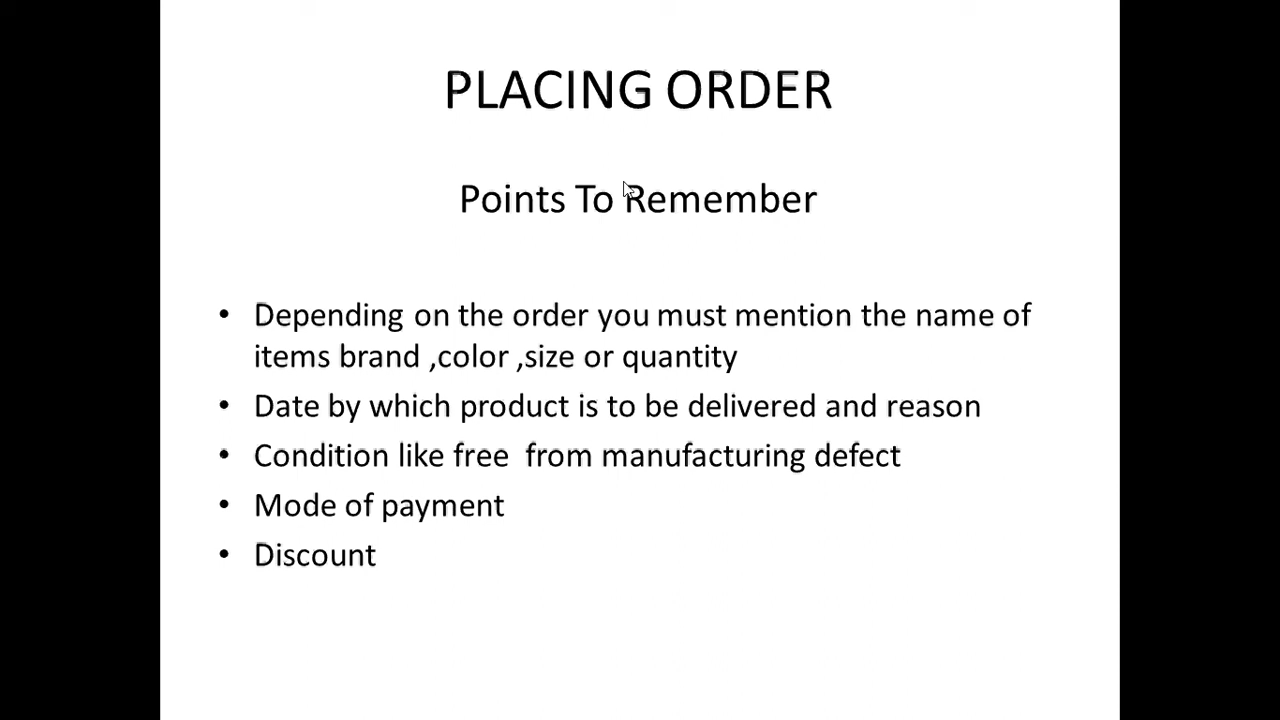 PLACING ORDER
Points To Remember
• Depending on the order you must mention the name of
items brand ,color ,size or quantity
• Date by which product is to be delivered and reason
• Condition like free  from manufacturing defect
• Mode of payment
• Discount